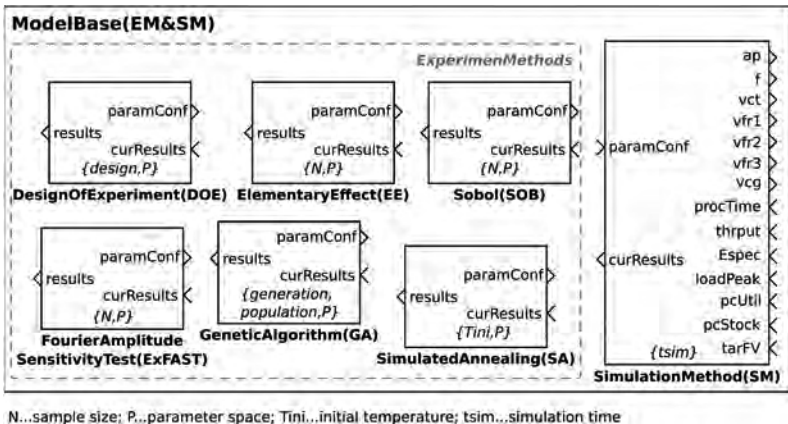 ModelBase(EM&SM)
ExperimenMethods
paramConf
results
curResults
{design,P}
DesignOfExperiment(DOE)
paramConf
results
curResults
{N,P}
ElementaryEffect(EE)
paramConf
results
curResults
{N,P}
Sobol(SOB)
paramConf
results
curResults
{N,P}
FourierAmplitude
SensitivityTest(ExFAST)
paramConf
results
curResults
{generation,
population,P}
GeneticAlgorithm(GA)
paramConf
results
curResults
{Tini,P}
SimulatedAnnealing(SA)
ap
f
vct
vfr1
vfr2
paramConf
vfr3
vcg
procTime
thrput
Espec
curResults
loadPeak
pcUtil
pcStock
tarFV
{tsim}
SimulationMethod(SM)
N...sample size; P...parameter space; Tini...initial temperature; tsim...simulation time